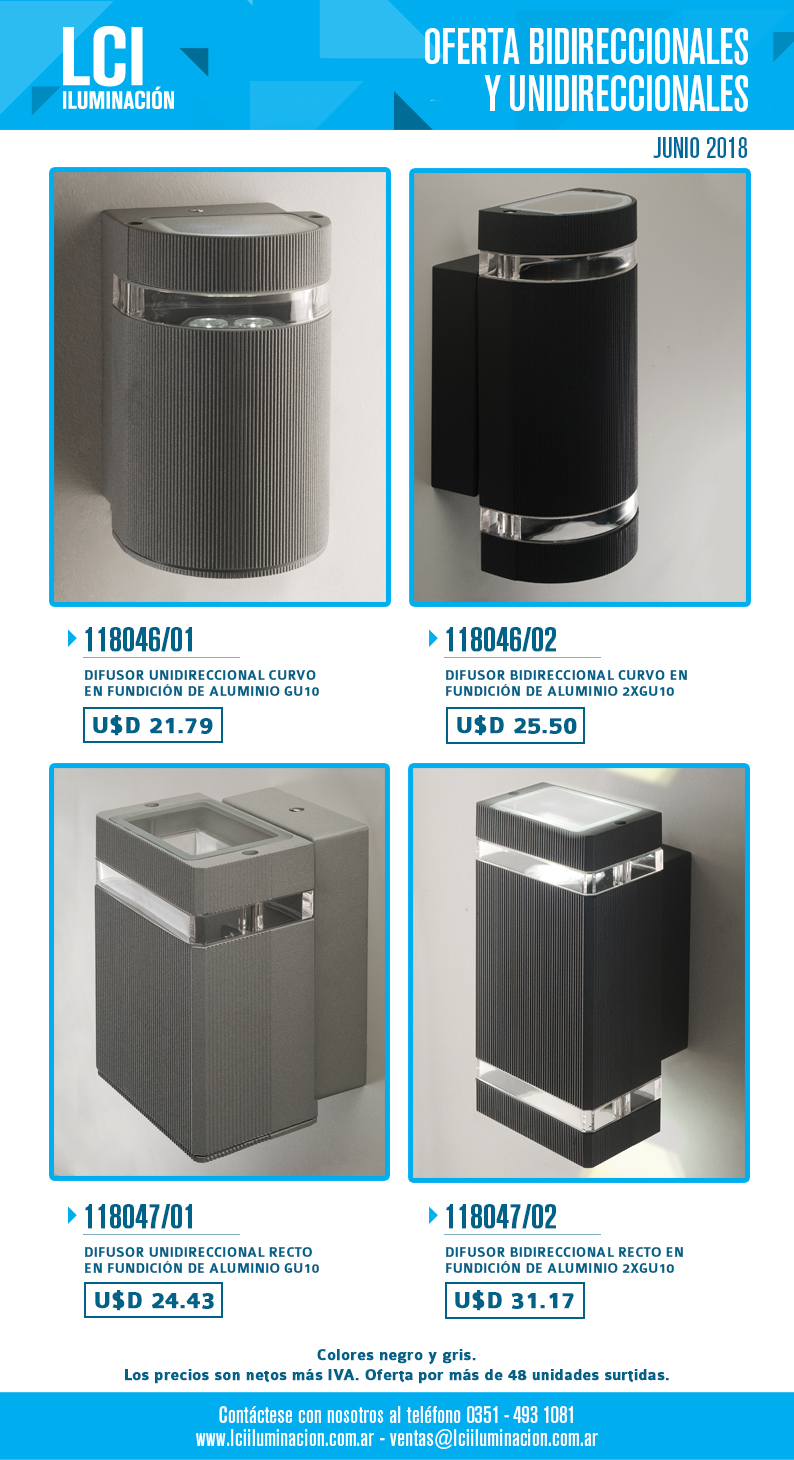 LCI
ILUMINACIÓN
OFERTA BIDIRECCIONALES
Y UNIDIRECCIONALES
JUNIO 2018
118046/01
DIFUSOR UNIDIRECCIONAL CURVO
EN FUNDICIÓN DE ALUMINIO GU10
U$D 21.79
118046/02
DIFUSOR BIDIRECCIONAL CURVO EN
FUNDICIÓN DE ALUMINIO 2XGU10
U$D 25.50
118047/01
DIFUSOR UNIDIRECCIONAL RECTO
EN FUNDICIÓN DE ALUMINIO GU10
U$D 24.43
118047/02
DIFUSOR BIDIRECCIONAL RECTO EN
FUNDICIÓN DE ALUMINIO 2XGU10
U$D 31.17
Colores negro y gris.
Los precios son netos más IVA. Oferta por más de 48 unidades surtidas.
Contáctese con nosotros al teléfono 0351 - 493 1081
www.lciiluminacion.com.ar - ventas@lciiluminacion.com.ar